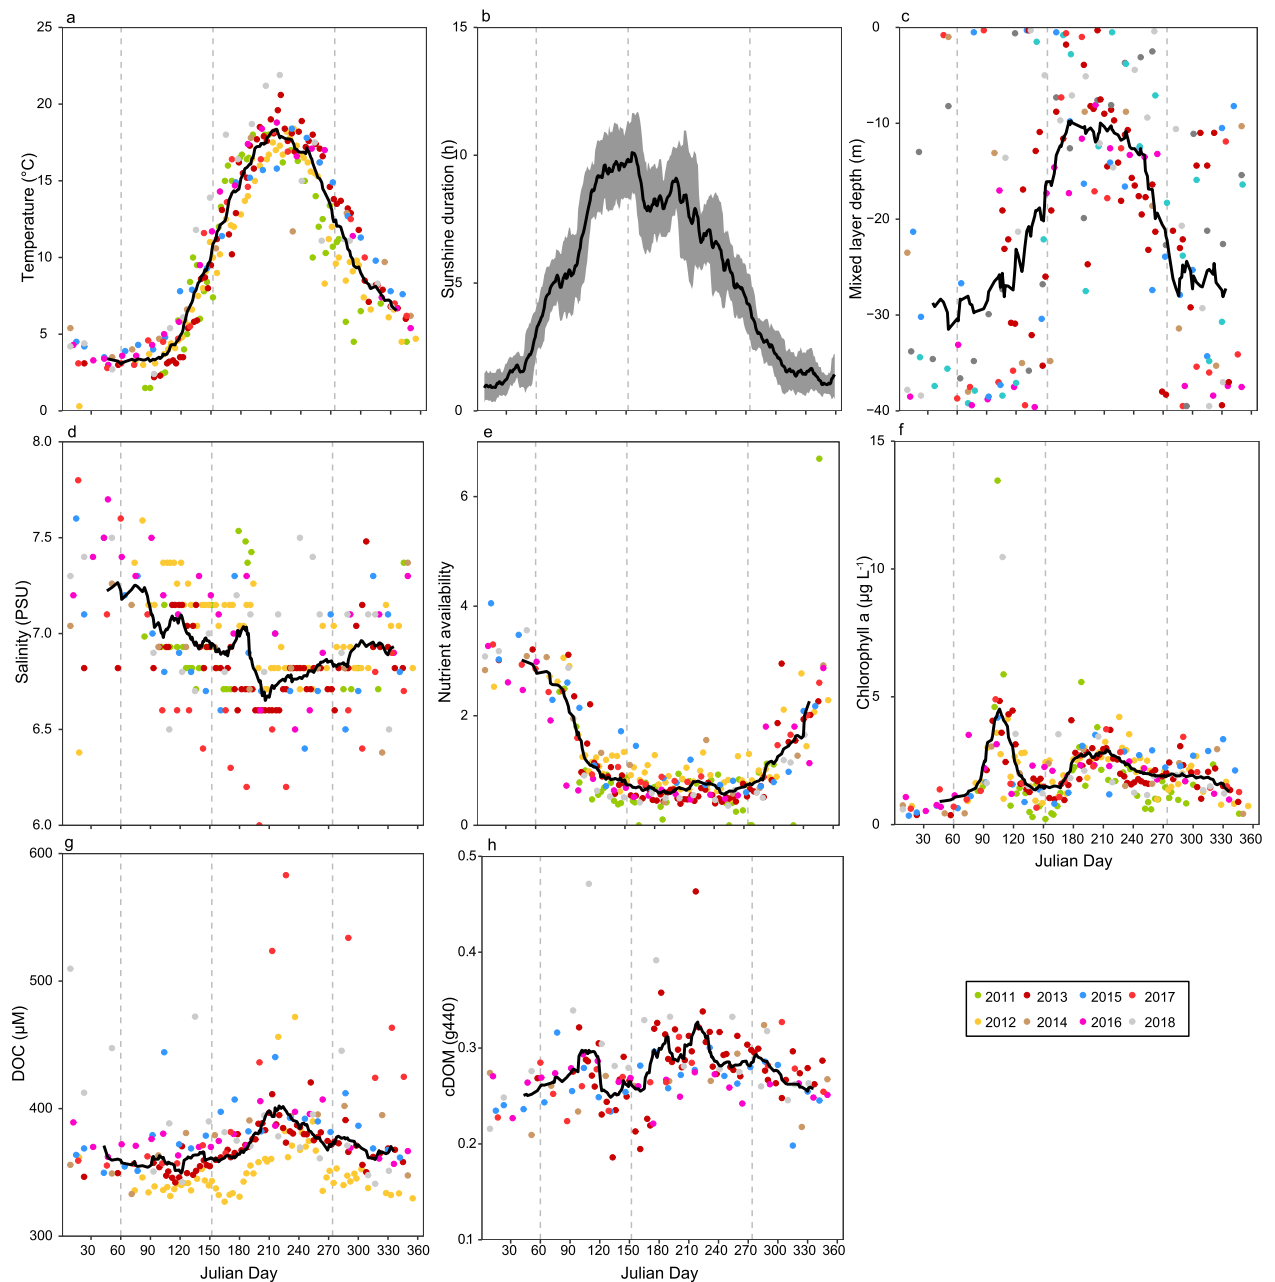 a
Temperature (°C)
25
20
15
10
5
0
b
Sunshine duration (h)
15
10
5
0
c
Mixed layer depth (m)
0
−10
−20
−30
−40
d
Salinity (PSU)
8.0
7.5
7.0
6.5
6.0
e
Nutrient availability
6
4
2
0
f
Chlorophyll a (µg L-1)
15
10
5
0
30 60 90 120 150 180 210 240 270 300 330 360
Julian Day
g
DOC (µM)
600
500
400
300
30 60 90 120 150 180 210 240 270 300 330 360
Julian Day
h
cDOM (g440)
0.5
0.4
0.3
0.2
0.1
30 60 90 120 150 180 210 240 270 300 330 360
Julian Day
2011 2013 2015 2017
2012 2014 2016 2018